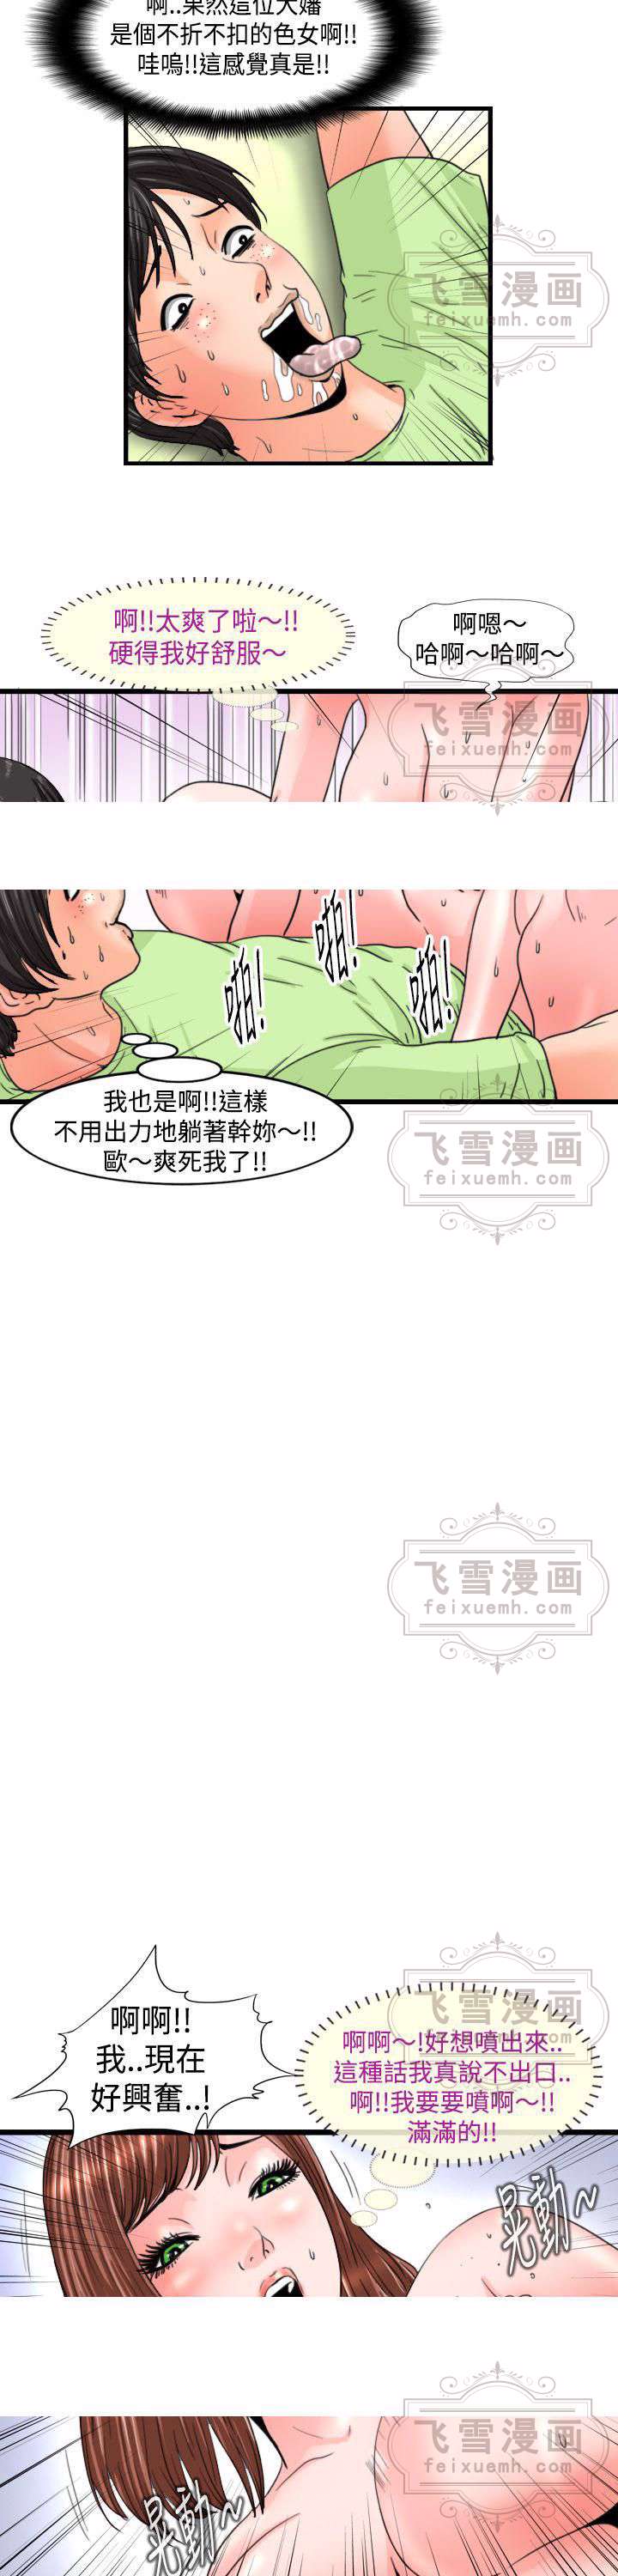 啊..果然這位大嬸
是個不折不扣的色女啊!!
哇嗚!!這感覺真是!!
飞雪漫画
feixuemh.com
啊!!太爽了啦～!!
硬得我好舒服～
啊嗯～
哈啊～哈啊～
飞雪漫画
feixuemh.com
啪!
啪!
啪!
我也是啊!!這樣
不用出力地躺著幹妳～!!
歐～爽死我了!!
飞雪漫画
feixuemh.com
飞雪漫画
feixuemh.com
啊啊!!
我..現在
好興奮..!
飞雪漫画
feixuemh.com
啊啊～!好想噴出來..
這種話我真說不出口..
啊!!我要要噴啊～!!
滿滿的!!
晃動~
飞雪漫画
feixuemh.com
晃動~